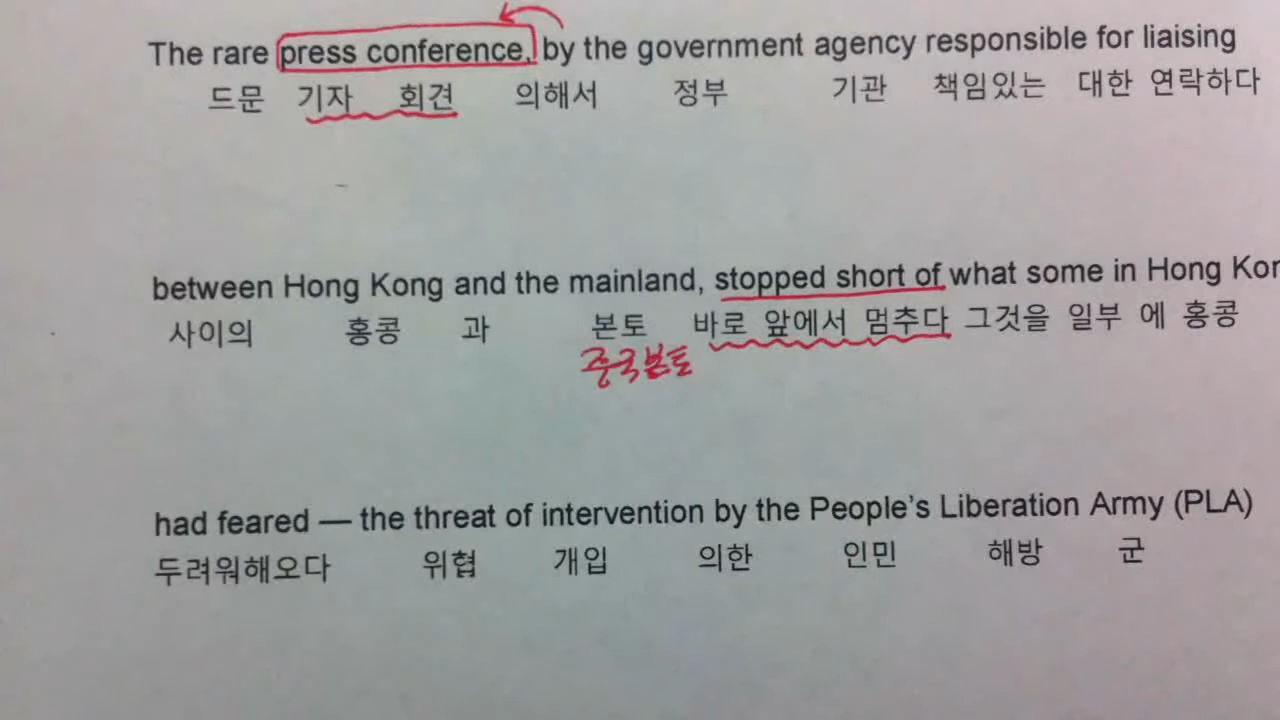 The rare press conference, by the government agency responsible for liaising
드문 기자 회견 의해서 정부 기관 책임있는 대한 연락하다
between Hong Kong and the mainland, stopped short of what some in Hong Kor
사이의 홍콩 과 본토 바로 앞에서 멈추다 그것을 일부 에 홍콩
중국본토
had feared — the threat of intervention by the People's Liberation Army (PLA)
두려워해오다 위협 개입 의한 인민 해방 군